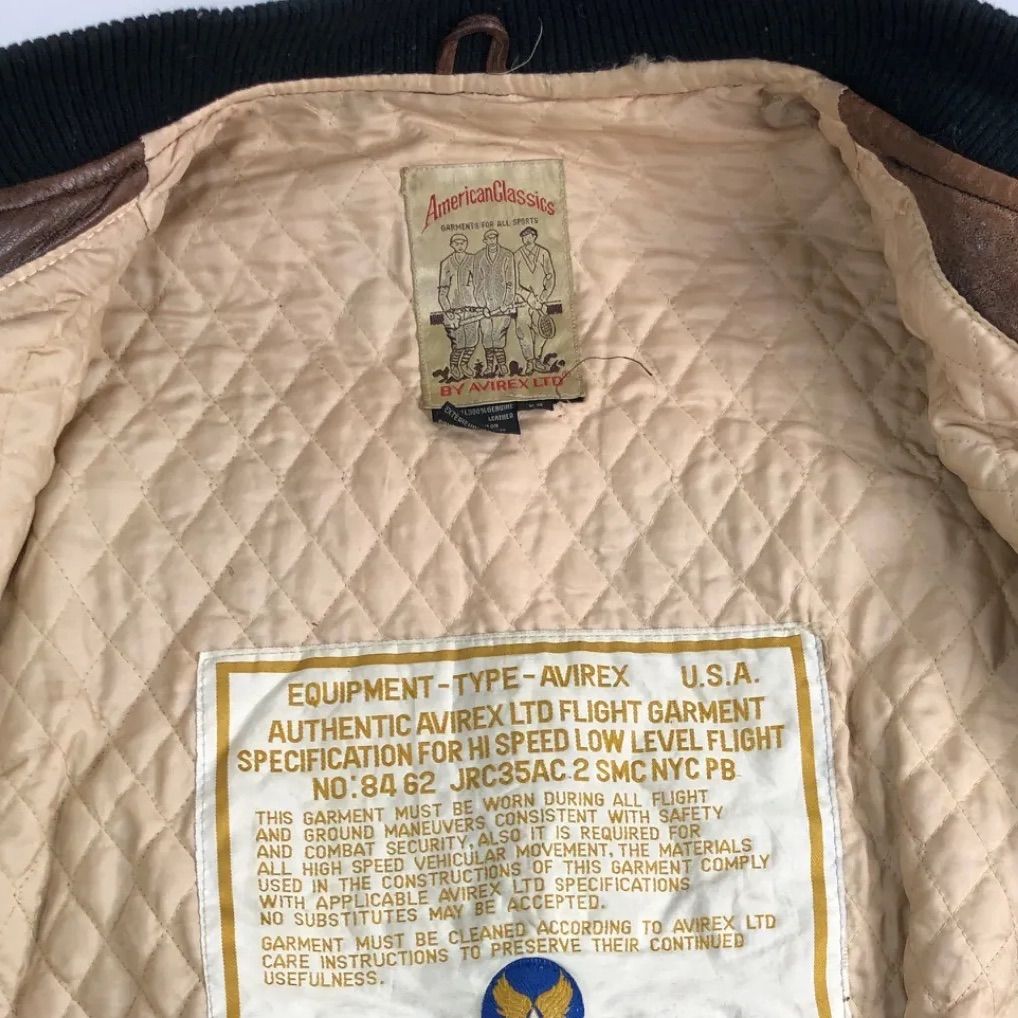 AmericanClassics
GARMENTS FOR ALL SPORTS
BY AVIREX LTD®
100% GENUINE
LEATHER
EQUIPMENT-TYPE-AVIREX U.S.A.
AUTHENTIC AVIREX LTD FLIGHT GARMENT
SPECIFICATION FOR HI SPEED LOW LEVEL FLIGHT
NO:84 62 JRC35AC 2 SMC NYC PB
THIS GARMENT MUST BE WORN DURING ALL FLIGHT
AND GROUND MANEUVERS CONSISTENT WITH SAFETY
AND COMBAT SECURITY, ALSO IT IS REQUIRED FOR
ALL HIGH SPEED VEHICULAR MOVEMENT, THE MATERIALS
USED IN THE CONSTRUCTIONS OF THIS GARMENT COMPLY
WITH APPLICABLE AVIREX LTD SPECIFICATIONS
NO SUBSTITUTES MAY BE ACCEPTED.
GARMENT MUST BE CLEANED ACCORDING TO AVIREX LTD
CARE INSTRUCTIONS TO PRESERVE THEIR CONTINUED
USEFULNESS.